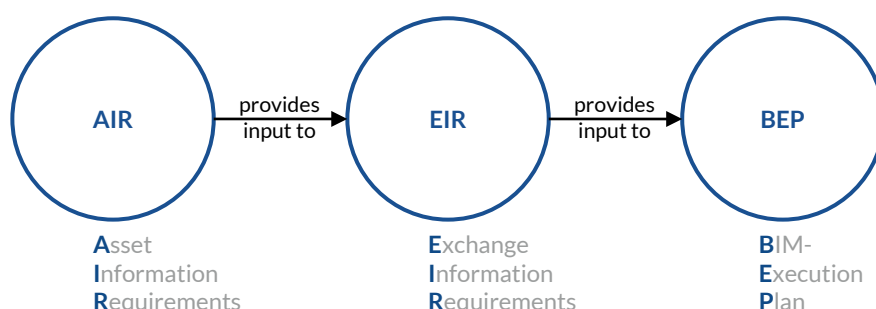 AIR
provides
input to
EIR
provides
input to
BEP
Asset
Information
Requirements
Exchange
Information
Requirements
BIM-
Execution
Plan